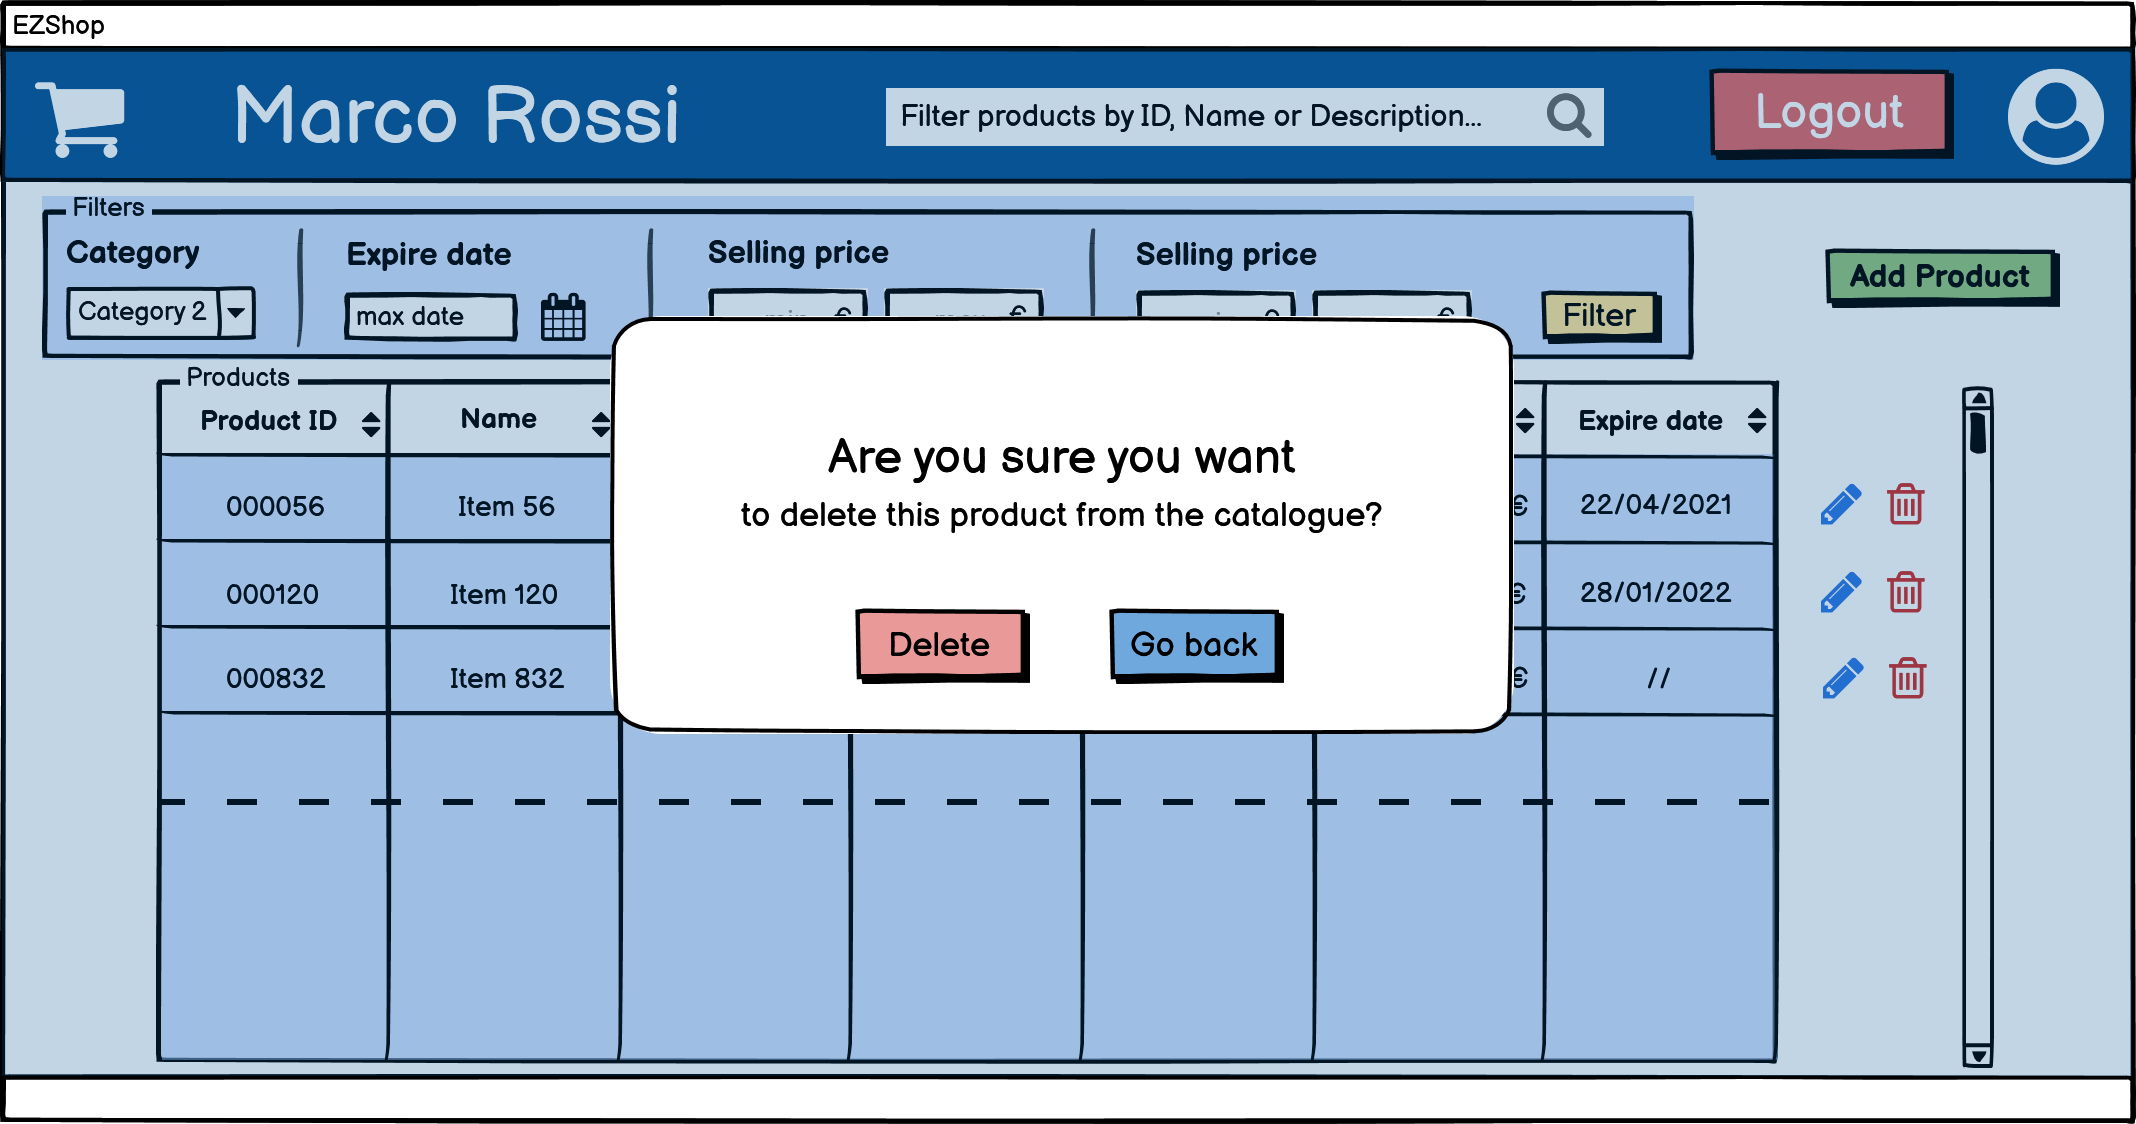 EZShop
Marco Rossi
Filter products by ID, Name or Description...
Logout
Filters
Category
Expire date
Selling price
Selling price
Category 2
max date
€
€
€
Filter
Add Product
Products
Product ID
Name
Expire date
000056
Item 56
€
22/04/2021
000120
Item 120
€
28/01/2022
000832
Item 832
€
//
Are you sure you want
to delete this product from the catalogue?
Delete
Go back